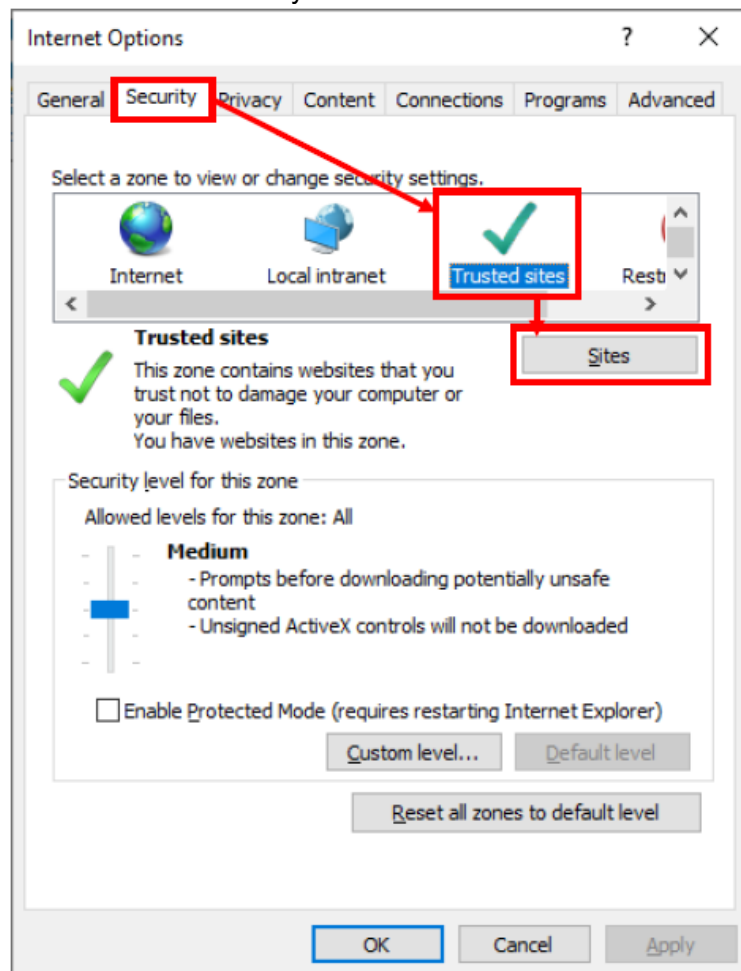 Internet Options
?
General Security Privacy Content Connections Programs Advanced
Select a zone to view or change security settings.
Internet Local intranet Trusted sites Restr
Trusted sites
Sites
This zone contains websites that you
trust not to damage your computer or
your files.
You have websites in this zone.
Security level for this zone
Allowed levels for this zone: All
Medium
- Prompts before downloading potentially unsafe
content
- Unsigned ActiveX controls will not be downloaded
Enable Protected Mode (requires restarting Internet Explorer)
Custom level... Default level
Reset all zones to default level
OK Cancel Apply